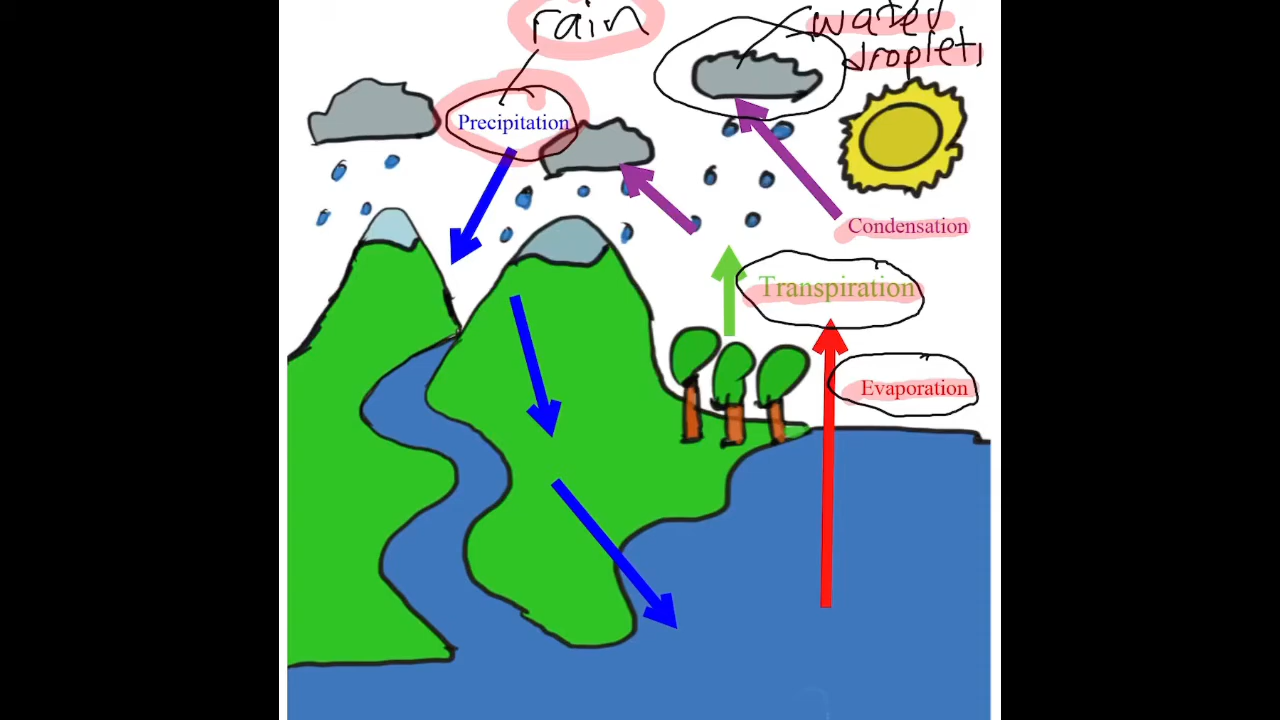 rain
water
droplets
Precipitation
Condensation
Transpiration
Evaporation